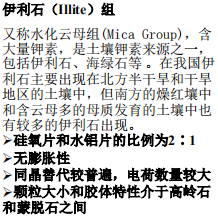 伊利石（Illite）组
又称水化云母组(Mica Group)，含
大量钾素，是土壤钾素来源之一，
包括伊利石、海绿石等 。在我国伊
利石主要出现在北方半干旱和干旱
地区的土壤中，但南方的燥红壤中
和含云母多的母质发育的土壤中也
有较多的伊利石出现。
➢硅氧片和水铝片的比例为2：1
➢无膨胀性
➢同晶替代较普遍，电荷数量较大
➢颗粒大小和胶体特性介于高岭石
和蒙脱石之间